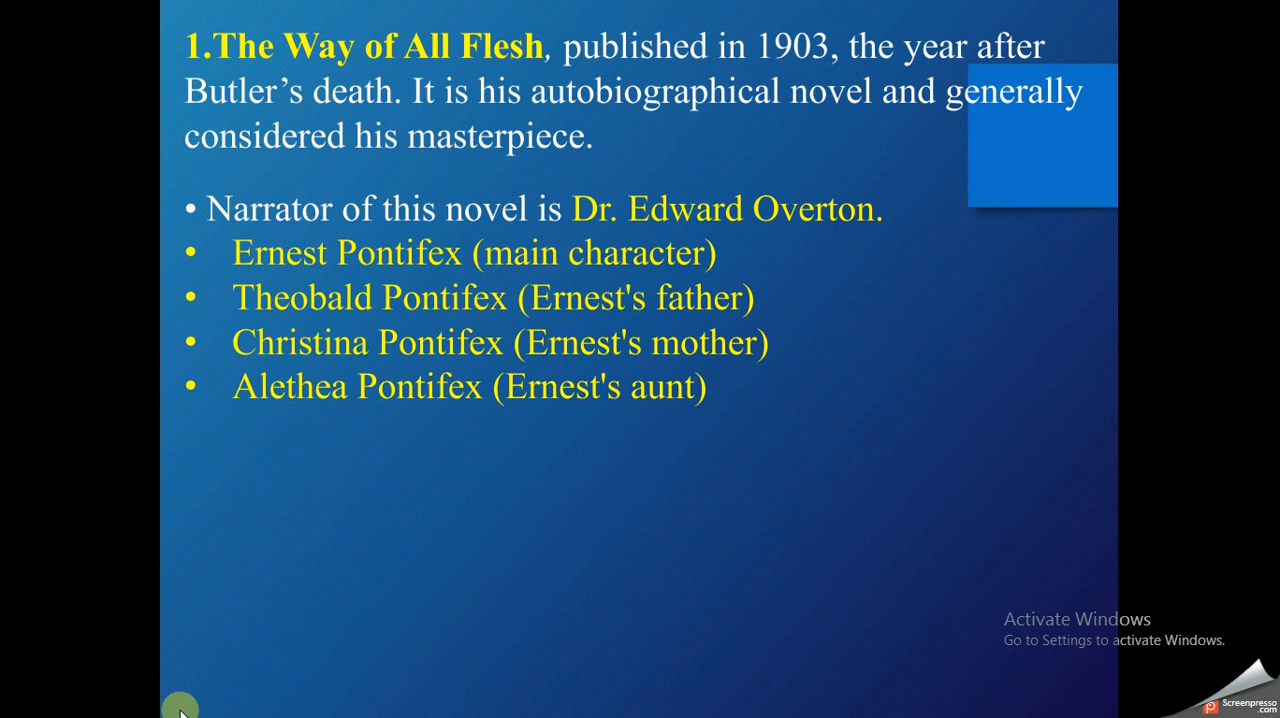 1.The Way of All Flesh, published in 1903, the year after
Butler’s death. It is his autobiographical novel and generally
considered his masterpiece.
• Narrator of this novel is Dr. Edward Overton.
• Ernest Pontifex (main character)
• Theobald Pontifex (Ernest's father)
• Christina Pontifex (Ernest's mother)
• Alethea Pontifex (Ernest's aunt)
Activate Windows
Go to Settings to activate Windows.
Screenpresso
.com